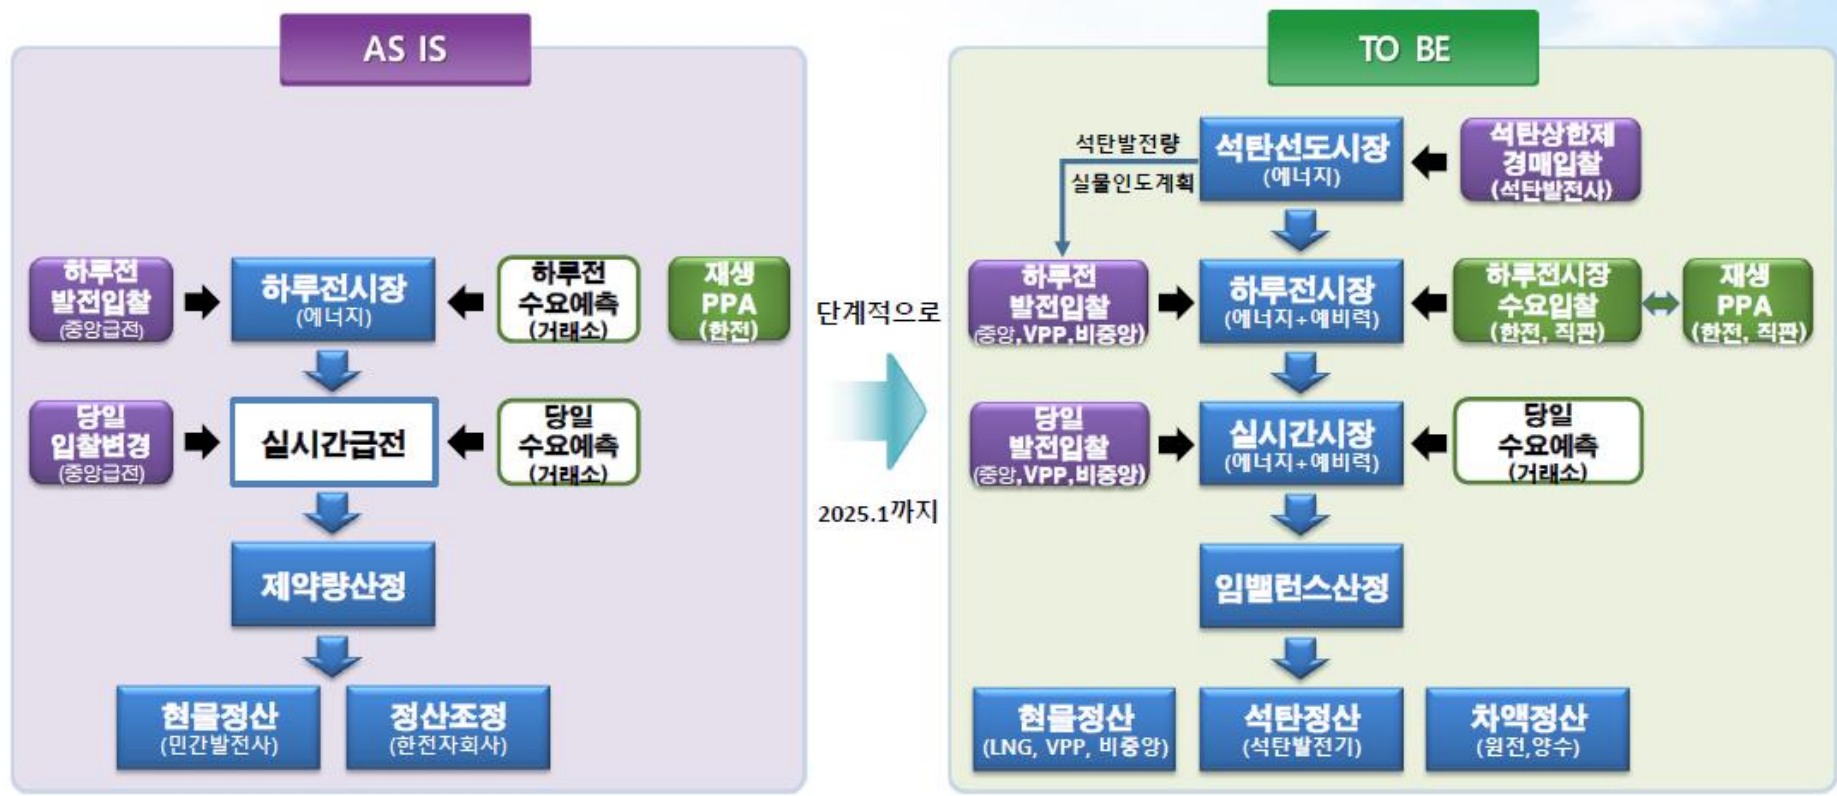 AS IS
하루전
발전입찰
(중앙급전)
하루전시장
(에너지)
하루전
수요예측
(거래소)
재생
PPA
(한전)
당일
입찰변경
(중앙급전)
실시간급전
당일
수요예측
(거래소)
제약량산정
현물정산
(민간발전사)
정산조정
(한전자회사)
단계적으로
2025.1까지
TO BE
석탄발전량
실물인도계획
석탄선도시장
(에너지)
석탄상한제
경매입찰
(석탄발전사)
하루전
발전입찰
(중앙,VPP,비중앙)
하루전시장
(에너지+예비력)
하루전시장
수요입찰
(한전, 직판)
재생
PPA
(한전, 직판)
당일
발전입찰
(중앙,VPP,비중앙)
실시간시장
(에너지+예비력)
당일
수요예측
(거래소)
임밸런스산정
현물정산
(LNG, VPP, 비중앙)
석탄정산
(석탄발전기)
차액정산
(원전,양수)